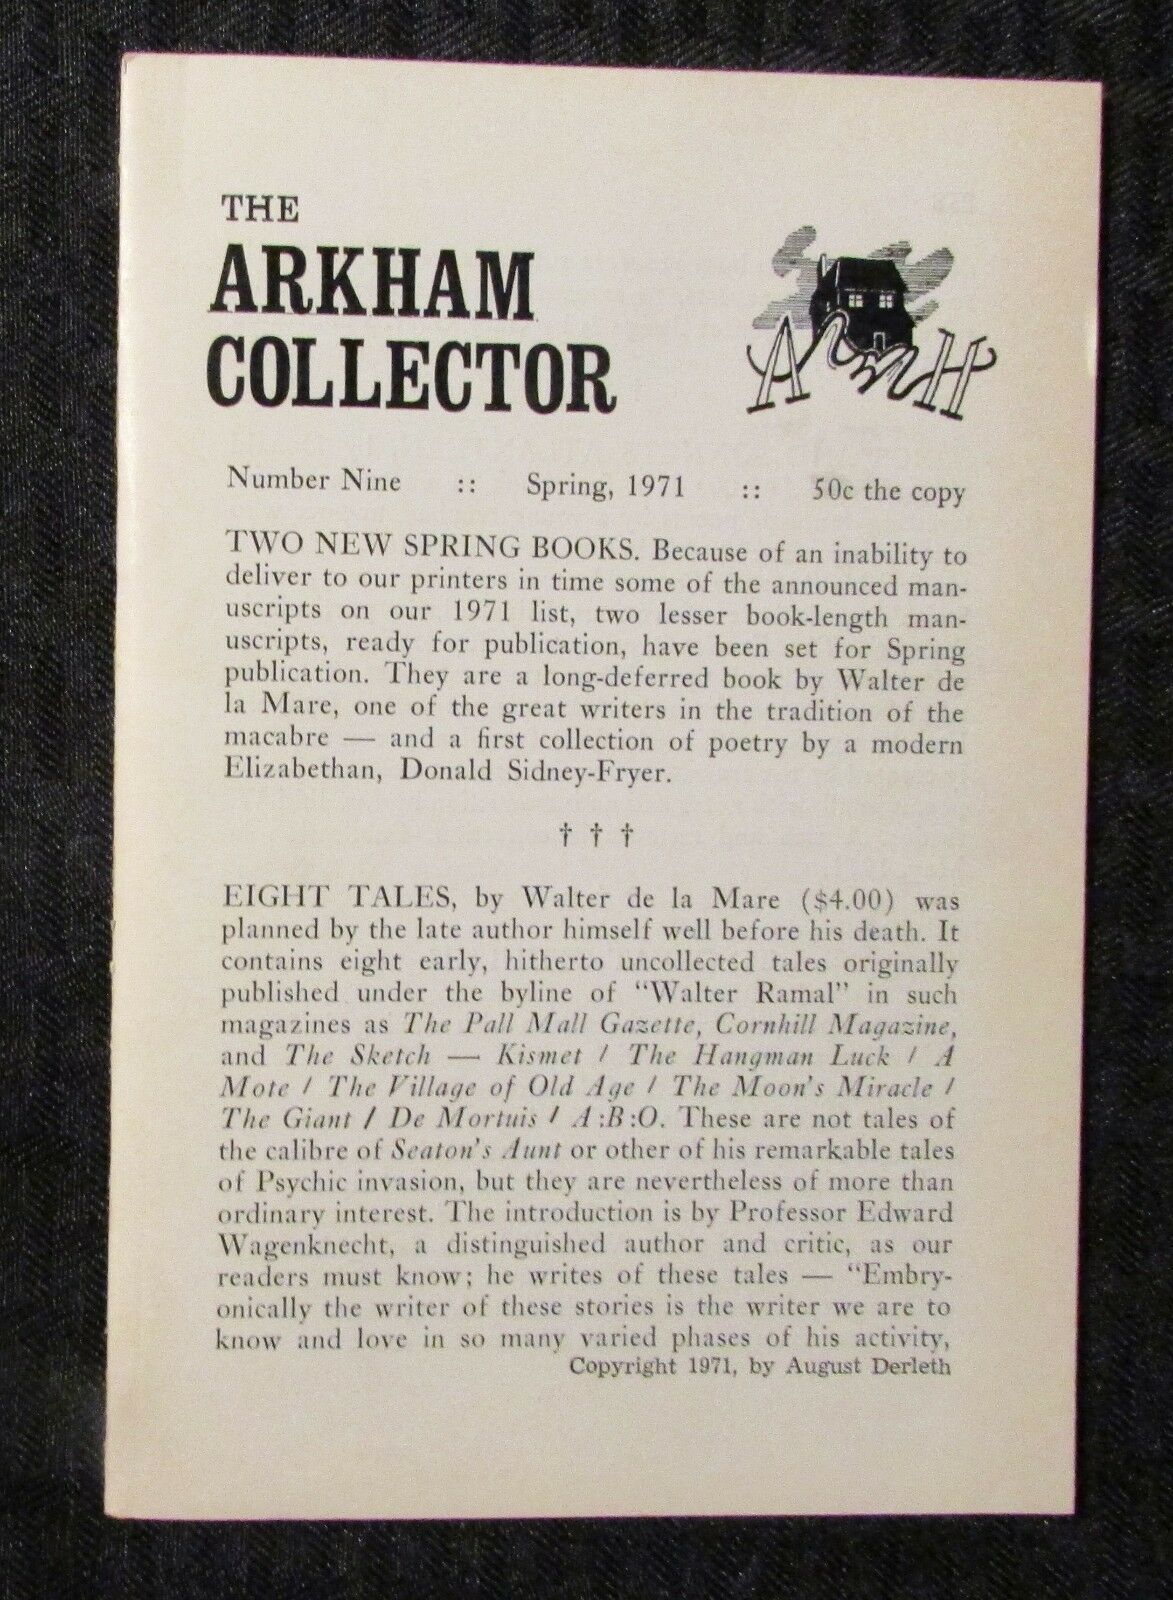 THE
ARKHAM
COLLECTOR
Number Nine :: Spring, 1971 :: 50c the copy
TWO NEW SPRING BOOKS. Because of an inability to
deliver to our printers in time some of the announced man-
uscripts on our 1971 list, two lesser book-length man-
uscripts, ready for publication, have been set for Spring
publication. They are a long-deferred book by Walter de
la Mare, one of the great writers in the tradition of the
macabre — and a first collection of poetry by a modern
Elizabethan, Donald Sidney-Fryer.
† † †
EIGHT TALES, by Walter de la Mare ($4.00) was
planned by the late author himself well before his death. It
contains eight early, hitherto uncollected tales originally
published under the byline of "Walter Ramal" in such
magazines as The Pall Mall Gazette, Cornhill Magazine,
and The Sketch — Kismet / The Hangman Luck / A
Mote / The Village of Old Age / The Moon's Miracle /
The Giant / De Mortuis / A:B:O. These are not tales of
the calibre of Seaton's Aunt or other of his remarkable tales
of Psychic invasion, but they are nevertheless of more than
ordinary interest. The introduction is by Professor Edward
Wagenknecht, a distinguished author and critic, as our
readers must know; he writes of these tales — "Embry-
onically the writer of these stories is the writer we are to
know and love in so many varied phases of his activity,
Copyright 1971, by August Derleth